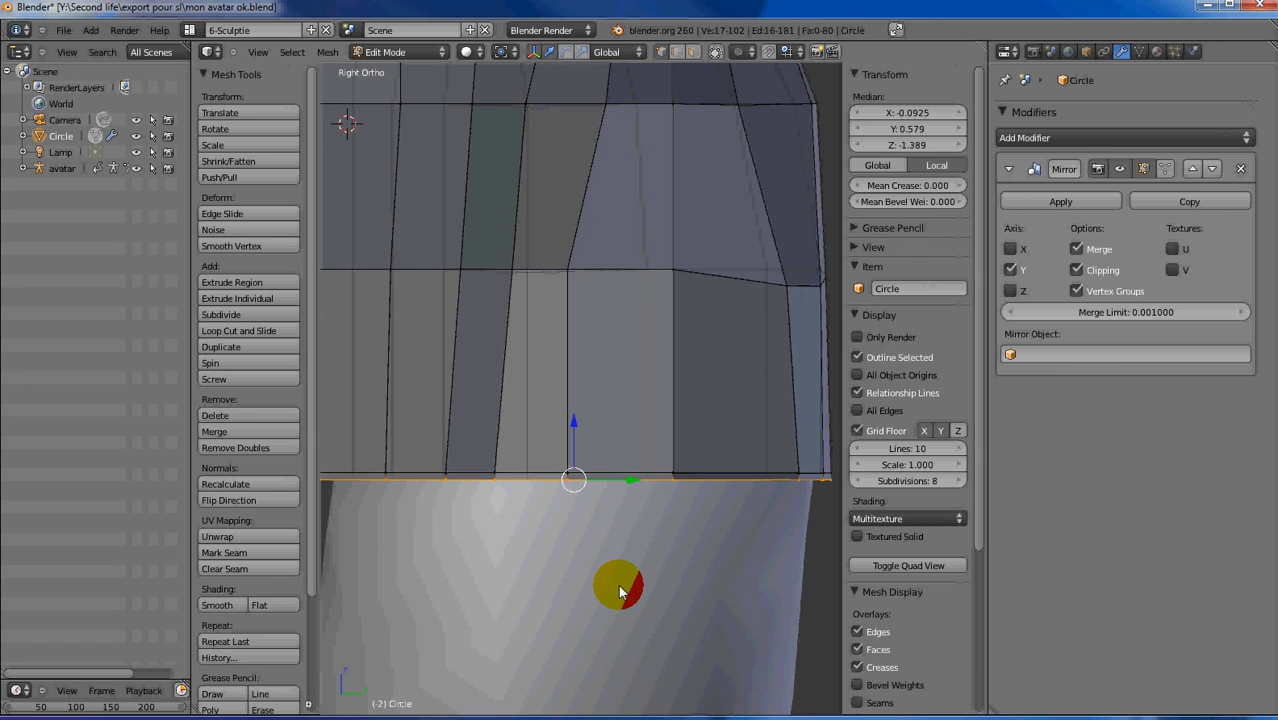 Blender* [Y:\Second life\export pour sl\mon avatar ok.blend]
File Add Render Help 6-Sculptie Scene Blender Render blender.org 260 | Ve:17-102 | Ed:16-181 | Fa:0-80 | Circle
View Search All Scenes
View Select Mesh Edit Mode Global
Scene
RenderLayers
World
Camera
Circle
Lamp
avatar
View Frame Playback
50 100 150 200
Mesh Tools
Transform:
Translate
Rotate
Scale
Shrink/Fatten
Push/Pull
Deform:
Edge Slide
Noise
Smooth Vertex
Add:
Extrude Region
Extrude Individual
Subdivide
Loop Cut and Slide
Duplicate
Spin
Screw
Remove:
Delete
Merge
Remove Doubles
Normals:
Recalculate
Flip Direction
UV Mapping:
Unwrap
Mark Seam
Clear Seam
Shading:
Smooth Flat
Repeat:
Repeat Last
History...
Grease Pencil:
Draw Line
Poly Erase
Right Ortho
(-2) Circle
Transform
Median:
X: -0.0925
Y: 0.579
Z: -1.389
Global Local
Mean Crease: 0.000
Mean Bevel Wei: 0.000
Grease Pencil
View
Item
Circle
Display
Only Render
Outline Selected
All Object Origins
Relationship Lines
All Edges
Grid Floor X Y Z
Lines: 10
Scale: 1.000
Subdivisions: 8
Shading:
Multitexture
Textured Solid
Toggle Quad View
Mesh Display
Overlays:
Edges
Faces
Creases
Bevel Weights
Seams
Circle
Modifiers
Add Modifier
Mirror
Apply Copy
Axis: Options: Textures:
X Merge U
Y Clipping V
Z Vertex Groups
Merge Limit: 0.001000
Mirror Object: